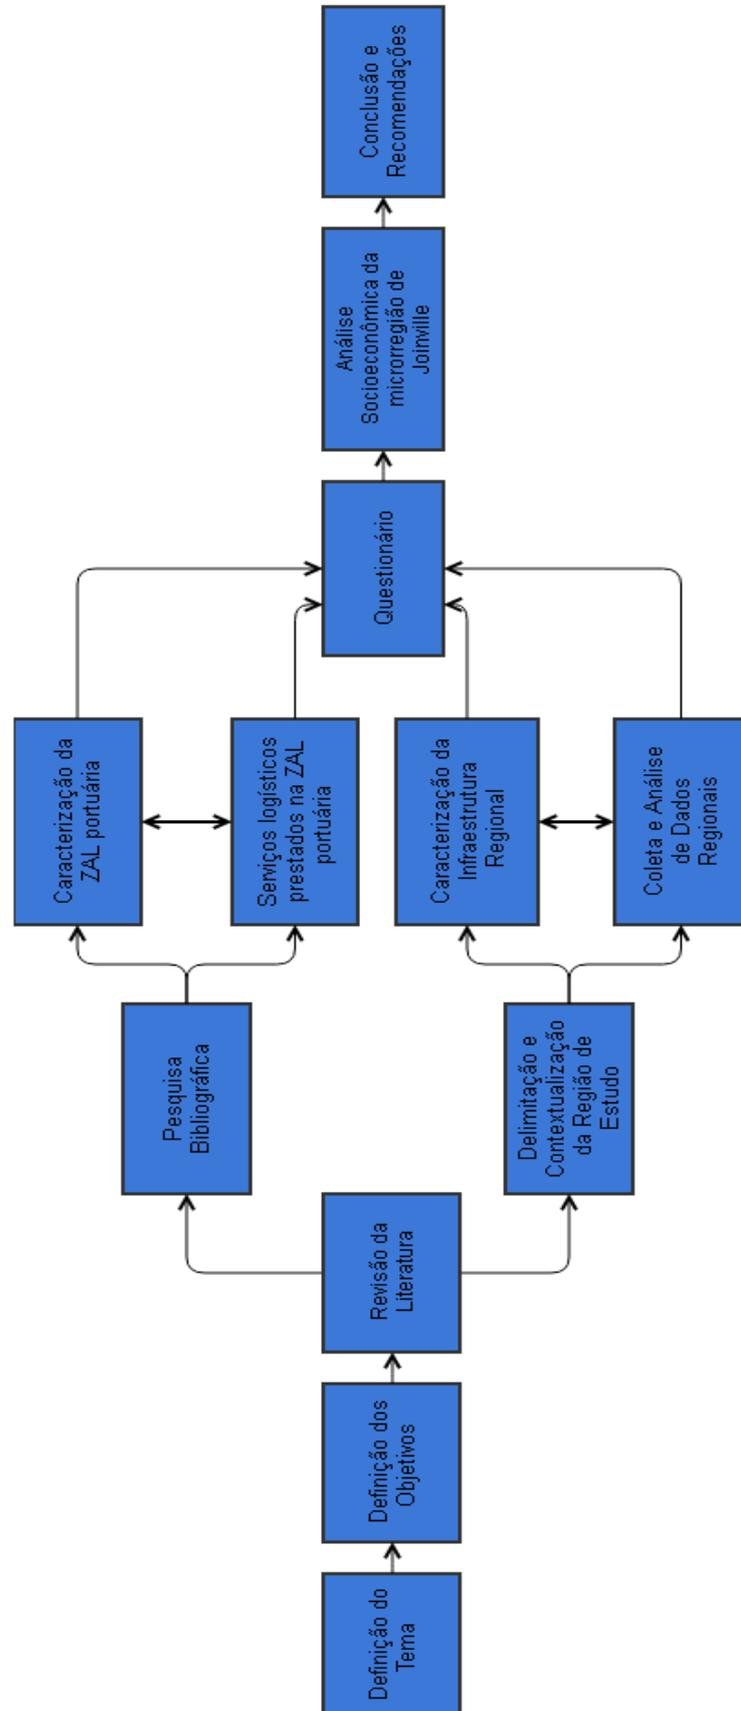 Definição do
Tema
Definição dos
Objetivos
Revisão da
Literatura
Pesquisa
Bibliográfica
Delimitação e
Contextualização
da Região de
Estudo
Caracterização da
ZAL portuária
Serviços logísticos
prestados na ZAL
portuária
Caracterização da
Infraestrutura
Regional
Coleta e Análise
de Dados
Regionais
Questionário
Análise
Socioeconômica da
microrregião de
Joinville
Conclusão e
Recomendações